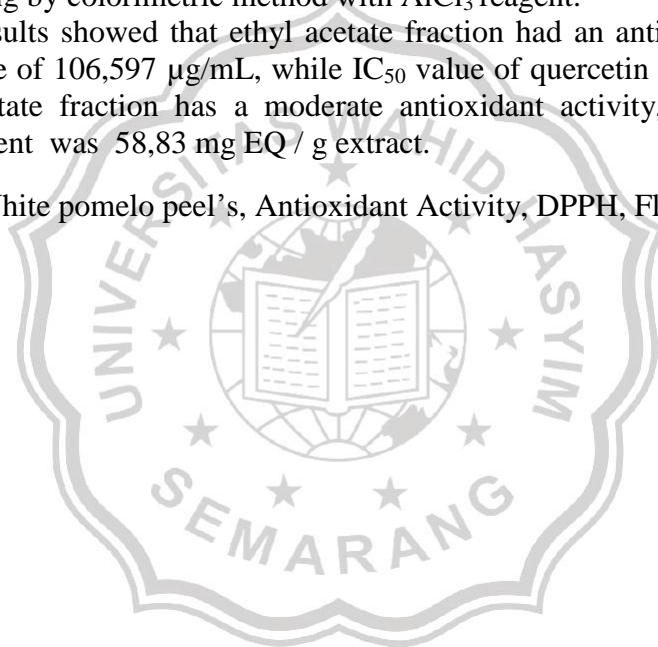 g by colorimetric method with AlCl₃ reagent.
sults showed that ethyl acetate fraction had an anti
e of 106,597 µg/mL, while IC₅₀ value of quercetin
tate fraction has a moderate antioxidant activity.
ent was 58,83 mg EQ / g extract.
hite pomelo peel's, Antioxidant Activity, DPPH, Fl
UNIVERSITAS WAHID HASYIM
SEMARANG